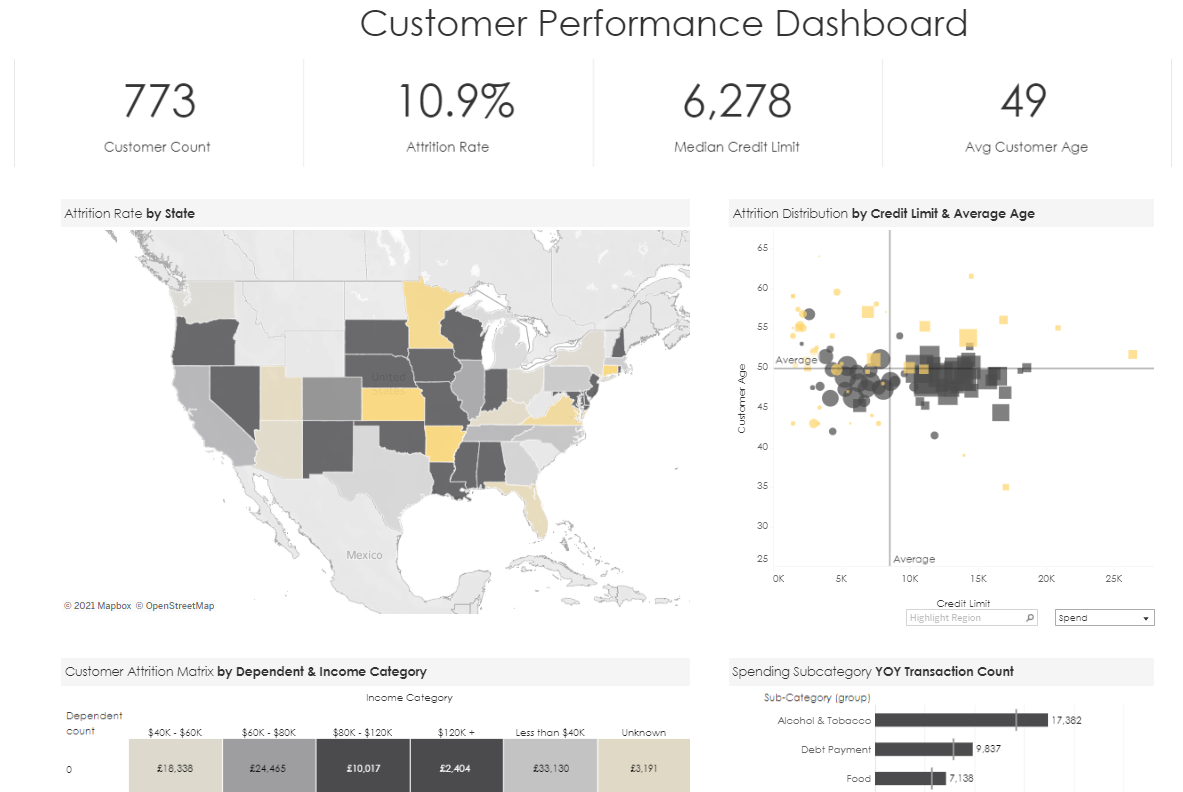 Customer Performance Dashboard
773
Customer Count
10.9%
Attrition Rate
6,278
Median Credit Limit
49
Avg Customer Age
Attrition Rate by State
United States
Mexico
© 2021 Mapbox © OpenStreetMap
Attrition Distribution by Credit Limit & Average Age
Customer Age
65
60
55
50
45
40
35
30
25
Average
Average
0K 5K 10K 15K 20K 25K
Credit Limit
Highlight Region
Spend
Customer Attrition Matrix by Dependent & Income Category
Income Category
Dependent
count
$40K - $60K $60K - $80K $80K - $120K $120K + Less than $40K Unknown
0 £18,338 £24,465 £10,017 £2,404 £33,130 £3,191
Spending Subcategory YOY Transaction Count
Sub-Category (group)
Alcohol & Tobacco 17,382
Debt Payment 9,837
Food 7,138